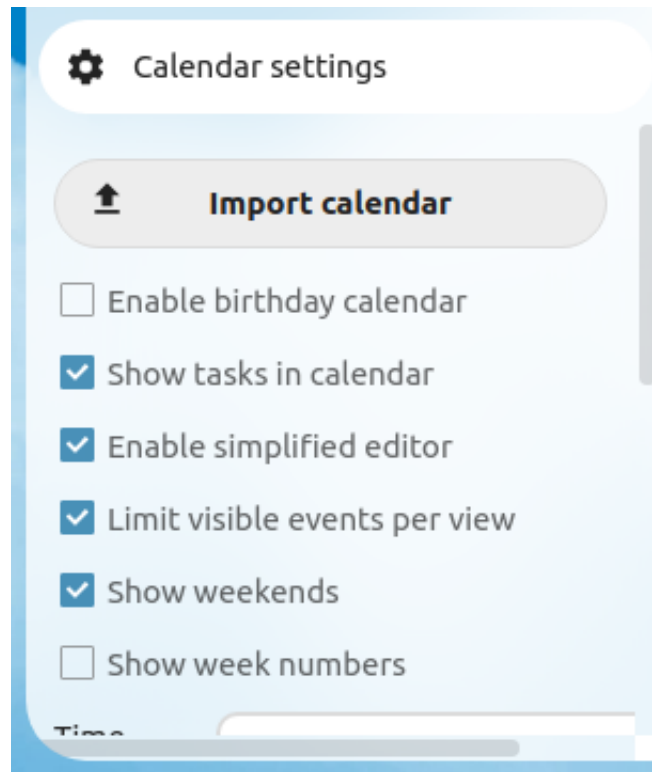 Calendar settings
Import calendar
Enable birthday calendar
Show tasks in calendar
Enable simplified editor
Limit visible events per view
Show weekends
Show week numbers
Time